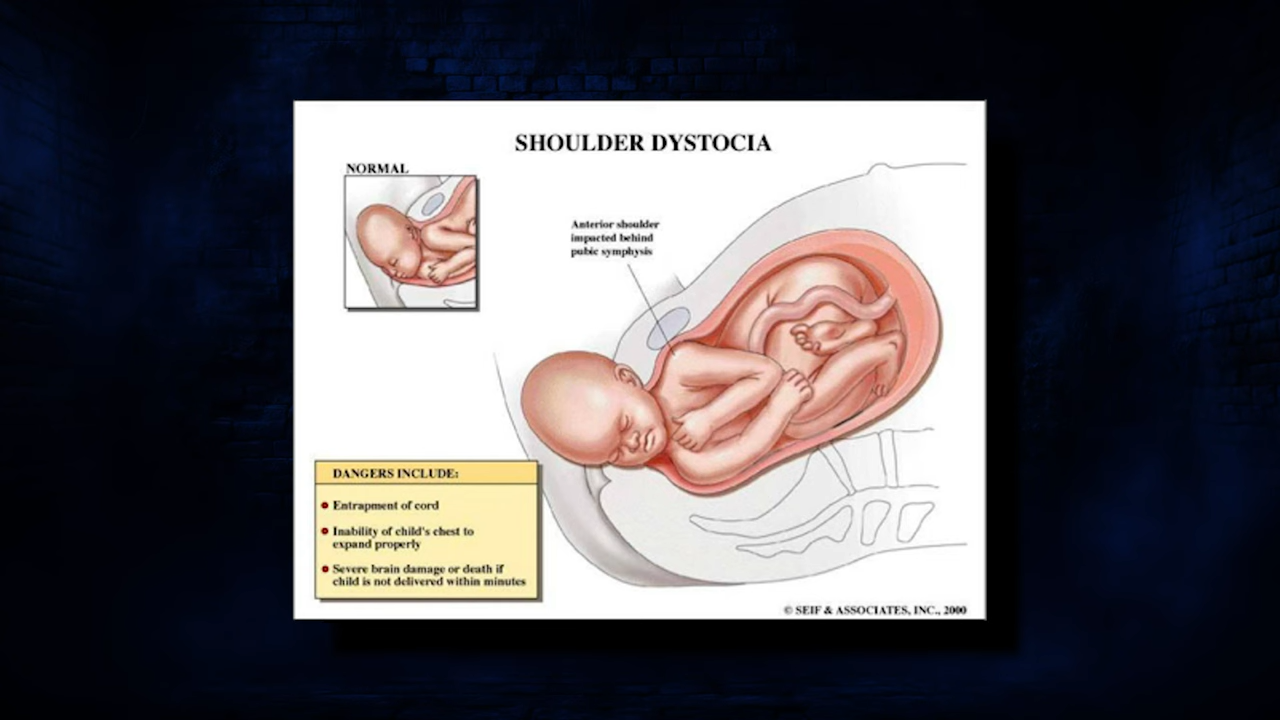 SHOULDER DYSTOCIA
NORMAL
Anterior shoulder
impacted behind
pubic symphysis
DANGERS INCLUDE:
Entrapment of cord
Inability of child's chest to
expand properly
Severe brain damage or death if
child is not delivered within minutes
© SEIF & ASSOCIATES, INC., 2000